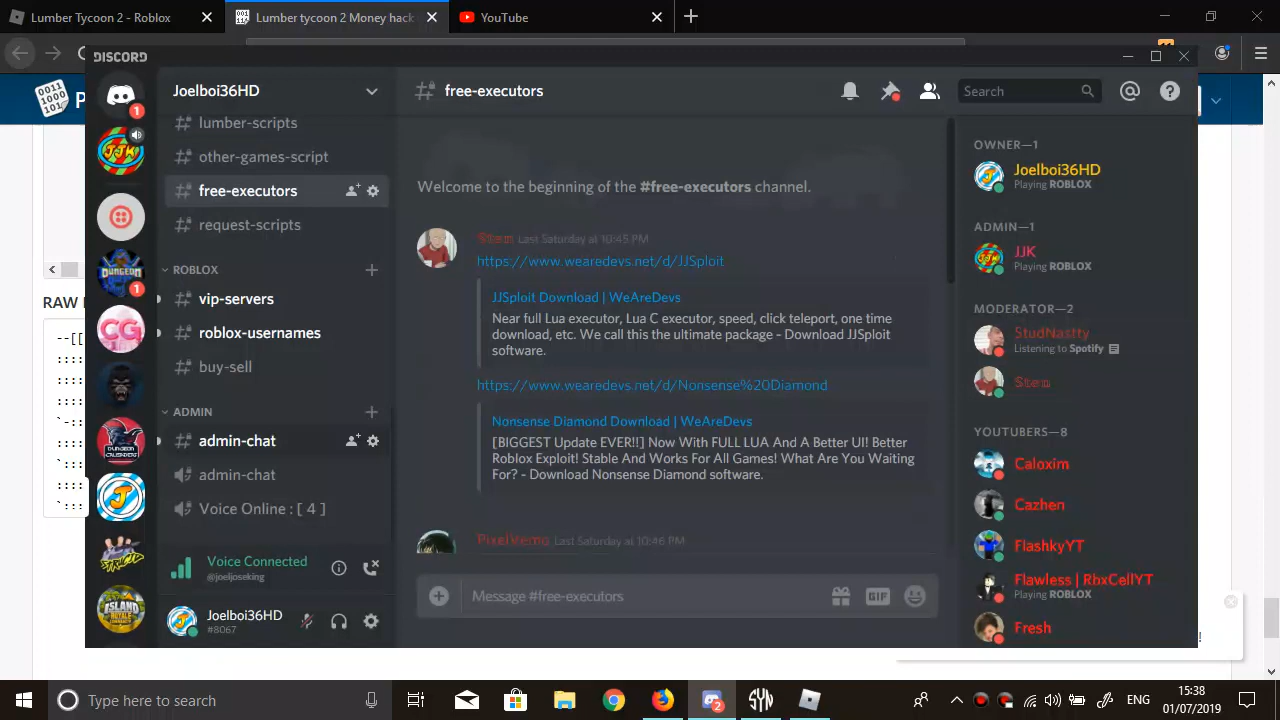 Lumber Tycoon 2 - Roblox
Lumber tycoon 2 Money hack
YouTube
DISCORD
Joelboi36HD
free-executors
Search
lumber-scripts
other-games-script
free-executors
request-scripts
ROBLOX
vip-servers
roblox-usernames
buy-sell
ADMIN
admin-chat
admin-chat
Voice Online : [ 4 ]
Voice Connected
@joeljoseking
Joelboi36HD
#8067
Welcome to the beginning of the #free-executors channel.
Stem Last Saturday at 10:45 PM
https://www.wearedevs.net/d/JJSploit
JJSploit Download | WeAreDevs
Near full Lua executor, Lua C executor, speed, click teleport, one time
download, etc. We call this the ultimate package - Download JJSploit
software.
https://www.wearedevs.net/d/Nonsense%20Diamond
Nonsense Diamond Download | WeAreDevs
[BIGGEST Update EVER!!] Now With FULL LUA And A Better UI! Better
Roblox Exploit! Stable And Works For All Games! What Are You Waiting
For? - Download Nonsense Diamond software.
Last Saturday at 10:46 PM
Message #free-executors
GIF
OWNER—1
Joelboi36HD
Playing ROBLOX
ADMIN—1
JJK
Playing ROBLOX
MODERATOR—2
StudNastty
Listening to Spotify
Stem
YOUTUBERS—8
Caloxim
Cazhen
FlashkyYT
Flawless | RbxCellYT
Playing ROBLOX
Fresh
0011
1000
101
P
RAW
--[[
Type here to search
SYN
ENG
15:38
01/07/2019